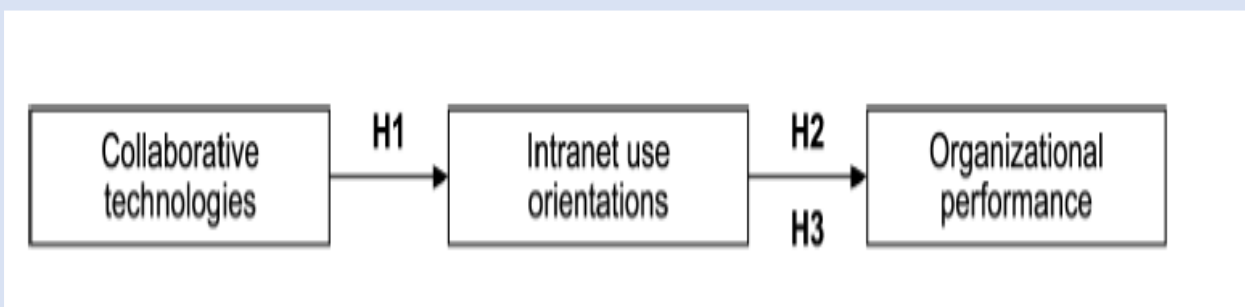 Collaborative
technologies
H1
Intranet use
orientations
H2
H3
Organizational
performance